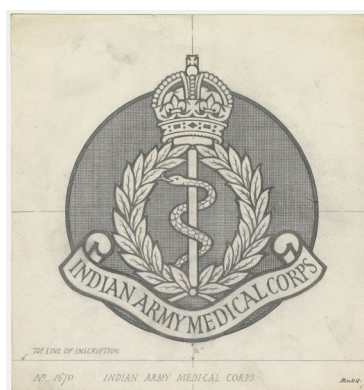 INDIAN ARMY MEDICAL CORPS
TOP LINE OF INSCRIPTION
Nº 1670 INDIAN ARMY MEDICAL CORPS